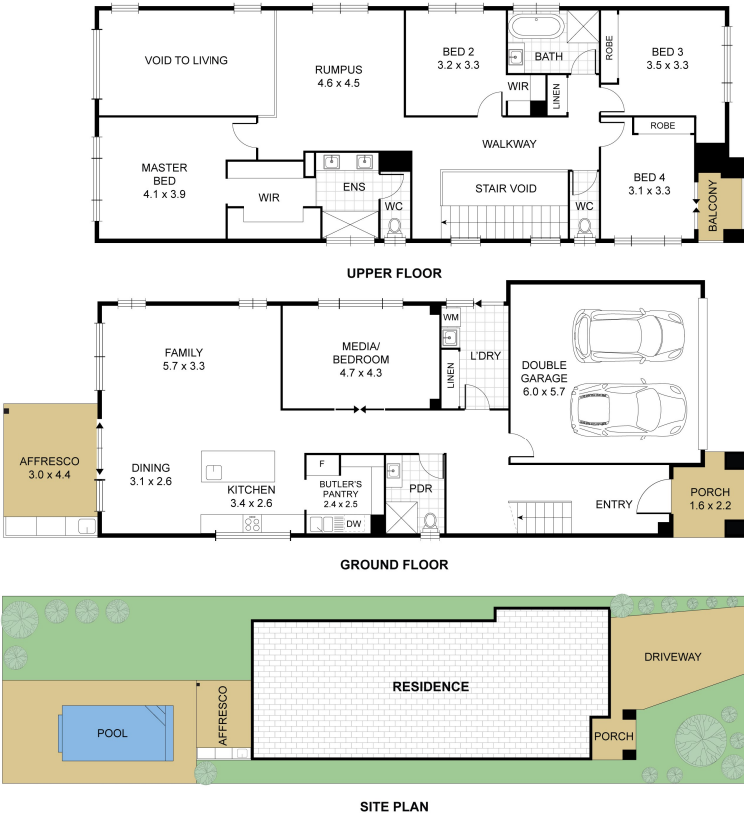 VOID TO LIVING
RUMPUS
4.6 x 4.5
BED 2
3.2 x 3.3
BATH
ROBE
BED 3
3.5 x 3.3
WIR
LINEN
ROBE
WALKWAY
MASTER
BED
4.1 x 3.9
WIR
ENS
WC
STAIR VOID
WC
BED 4
3.1 x 3.3
BALCONY
UPPER FLOOR
FAMILY
5.7 x 3.3
MEDIA/
BEDROOM
4.7 x 4.3
WM
L'DRY
LINEN
DOUBLE
GARAGE
6.0 x 5.7
AFFRESCO
3.0 x 4.4
DINING
3.1 x 2.6
KITCHEN
3.4 x 2.6
F
BUTLER'S
PANTRY
2.4 x 2.5
DW
PDR
ENTRY
PORCH
1.6 x 2.2
GROUND FLOOR
DRIVEWAY
RESIDENCE
AFFRESCO
POOL
PORCH
SITE PLAN